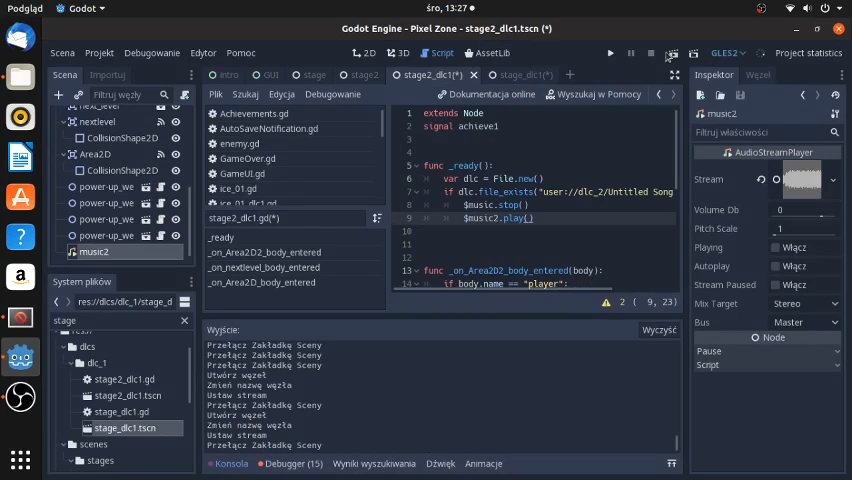 Podgląd Godot śro, 13:27
Godot Engine - Pixel Zone - stage2_dlc1.tscn (*)
Scena Projekt Debugowanie Edytor Pomoc 2D 3D Script AssetLib GLES2 Project statistics
Scena Importuj
Filtruj węzły
next_level
nextlevel
CollisionShape2D
Area2D
CollisionShape2D
power-up_we
power-up_we
power-up_we
power-up_we
music2
System plików
res://dlcs/dlc_1/stage_d
stage
dlcs
dlc_1
stage2_dlc1.gd
stage2_dlc1.tscn
stage_dlc1.gd
stage_dlc1.tscn
scenes
stages
intro GUI stage stage2 stage2_dlc1(*) stage_dlc1(*)
Plik Szukaj Edycja Debugowanie Dokumentacja online Wyszukaj w Pomocy
Achievements.gd
AutoSaveNotification.gd
enemy.gd
GameOver.gd
GameUI.gd
ice_01.gd
stage2_dlc1.gd(*)
_ready
_on_Area2D2_body_entered
_on_nextlevel_body_entered
_on_Area2D_body_entered
1 extends Node
2 signal achieve1
3
4
5 func _ready():
6 var dlc = File.new()
7 if dlc.file_exists("user://dlc_2/Untitled Song
8 $music.stop()
9 $music2.play()
10
11
12
13 func _on_Area2D2_body_entered(body):
14 if body.name == "player":
2 ( 9, 23)
Wyjście: Wyczyść
Przełącz Zakładkę Sceny
Przełącz Zakładkę Sceny
Przełącz Zakładkę Sceny
Utwórz węzeł
Zmień nazwę węzła
Ustaw stream
Przełącz Zakładkę Sceny
Utwórz węzeł
Zmień nazwę węzła
Ustaw stream
Przełącz Zakładkę Sceny
Konsola Debugger (15) Wyniki wyszukiwania Dźwięk Animacje
Inspektor Węzeł
music2
Filtruj właściwości
AudioStreamPlayer
Stream
Volume Db 0
Pitch Scale 1
Playing Włącz
Autoplay Włącz
Stream Paused Włącz
Mix Target Stereo
Bus Master
Node
Pause
Script